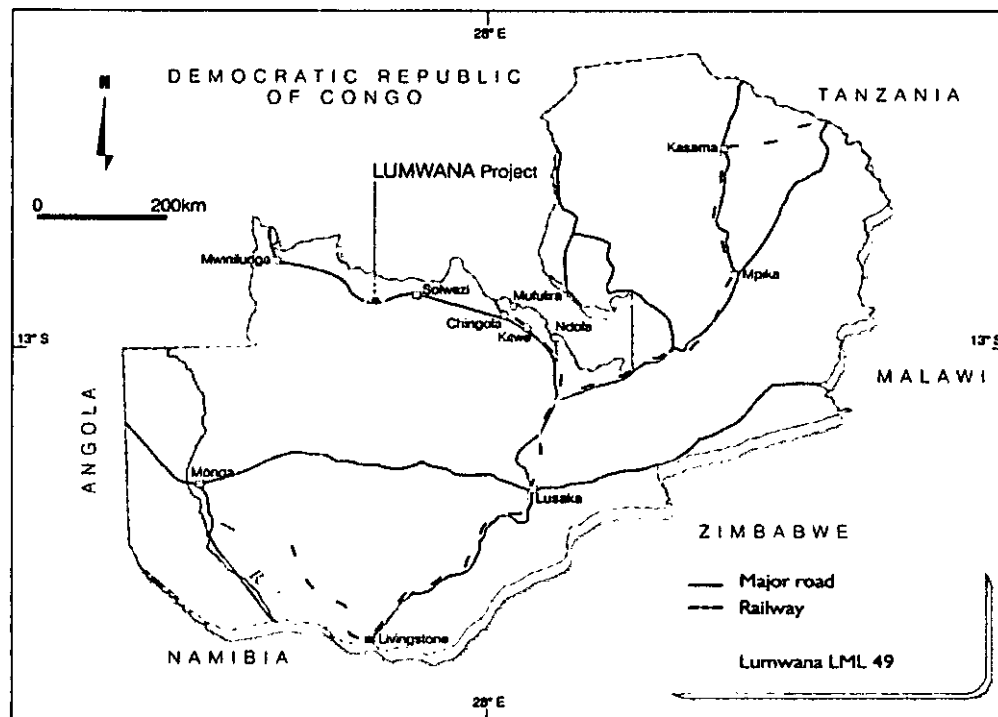 28° E
DEMOCRATIC REPUBLIC
OF CONGO
N
TANZANIA
Kasama
LUMWANA Project
0 200km
Mwinilunga
Solwezi
Mpika
Mufulira
Chingola
Kitwe
Ndola
13° S
13° S
MALAWI
ANGOLA
Mongu
Lusaka
ZIMBABWE
Major road
Railway
Livingstone
NAMIBIA
Lumwana LML 49
28° E